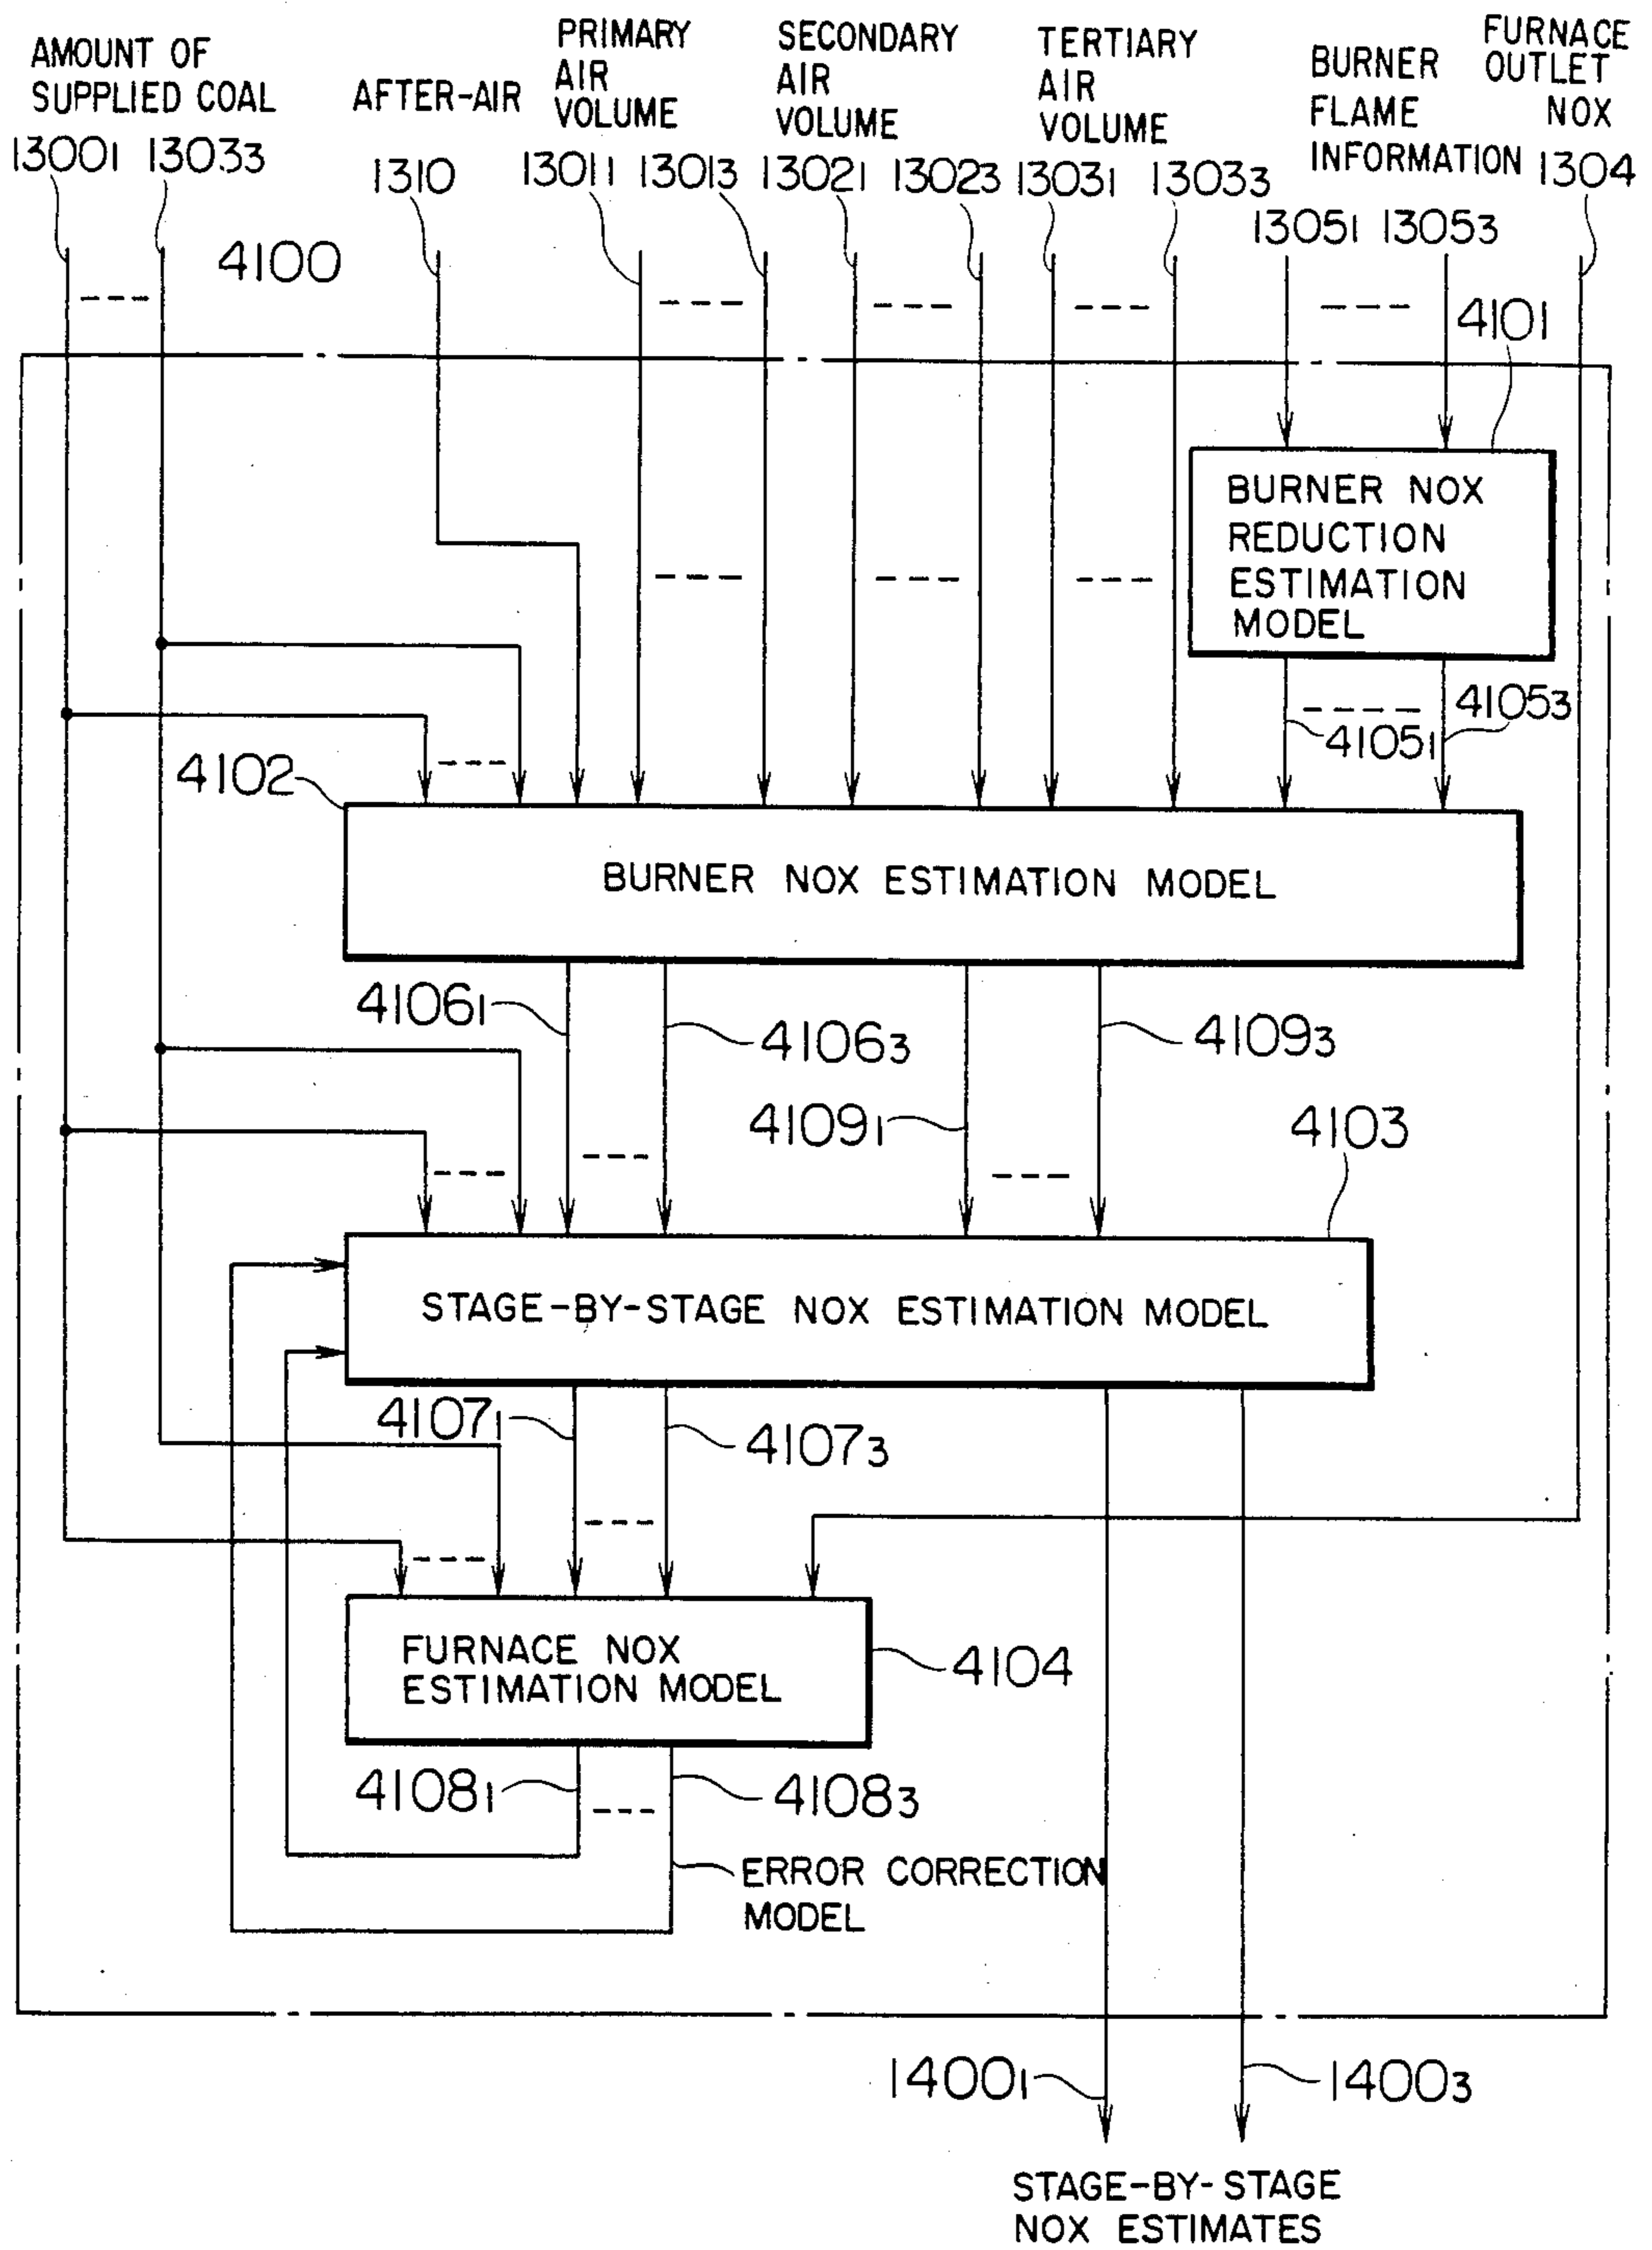 AMOUNT OF
SUPPLIED COAL
1300₁ 1303₃
AFTER-AIR
1310
PRIMARY
AIR
VOLUME
1301₁ 1301₃
SECONDARY
AIR
VOLUME
1302₁ 1302₃
TERTIARY
AIR
VOLUME
1303₁ 1303₃
BURNER
FLAME
INFORMATION
1305₁ 1305₃
FURNACE
OUTLET
NOX
1304
4100
4101
BURNER NOX
REDUCTION
ESTIMATION
MODEL
4105₁
4105₃
4102
BURNER NOX ESTIMATION MODEL
4106₁
4106₃
4109₁
4109₃
4103
STAGE-BY-STAGE NOX ESTIMATION MODEL
4107₁
4107₃
FURNACE NOX
ESTIMATION MODEL
4104
4108₁
4108₃
ERROR CORRECTION
MODEL
1400₁
1400₃
STAGE-BY-STAGE
NOX ESTIMATES